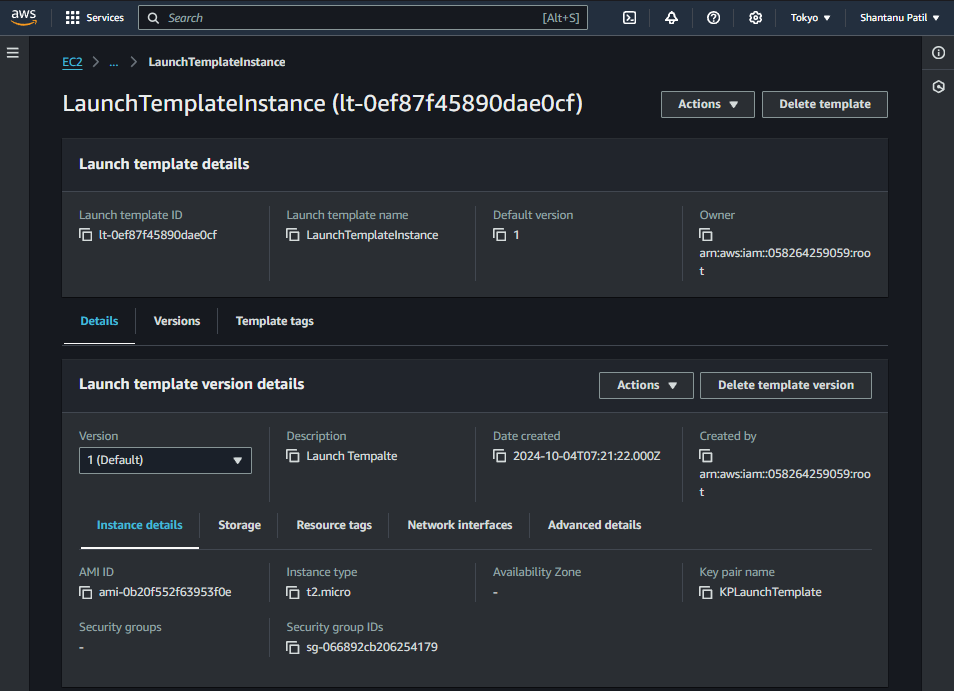 aws
Services
Search
[Alt+S]
Tokyo
Shantanu Patil
EC2
...
LaunchTemplateInstance
LaunchTemplateInstance (lt-0ef87f45890dae0cf)
Actions
Delete template
Launch template details
Launch template ID
lt-0ef87f45890dae0cf
Launch template name
LaunchTemplateInstance
Default version
1
Owner
arn:aws:iam::058264259059:roo
t
Details
Versions
Template tags
Launch template version details
Actions
Delete template version
Version
1 (Default)
Description
Launch Tempalte
Date created
2024-10-04T07:21:22.000Z
Created by
arn:aws:iam::058264259059:roo
t
Instance details
Storage
Resource tags
Network interfaces
Advanced details
AMI ID
ami-0b20f552f63953f0e
Instance type
t2.micro
Availability Zone
-
Key pair name
KPLaunchTemplate
Security groups
-
Security group IDs
sg-066892cb206254179